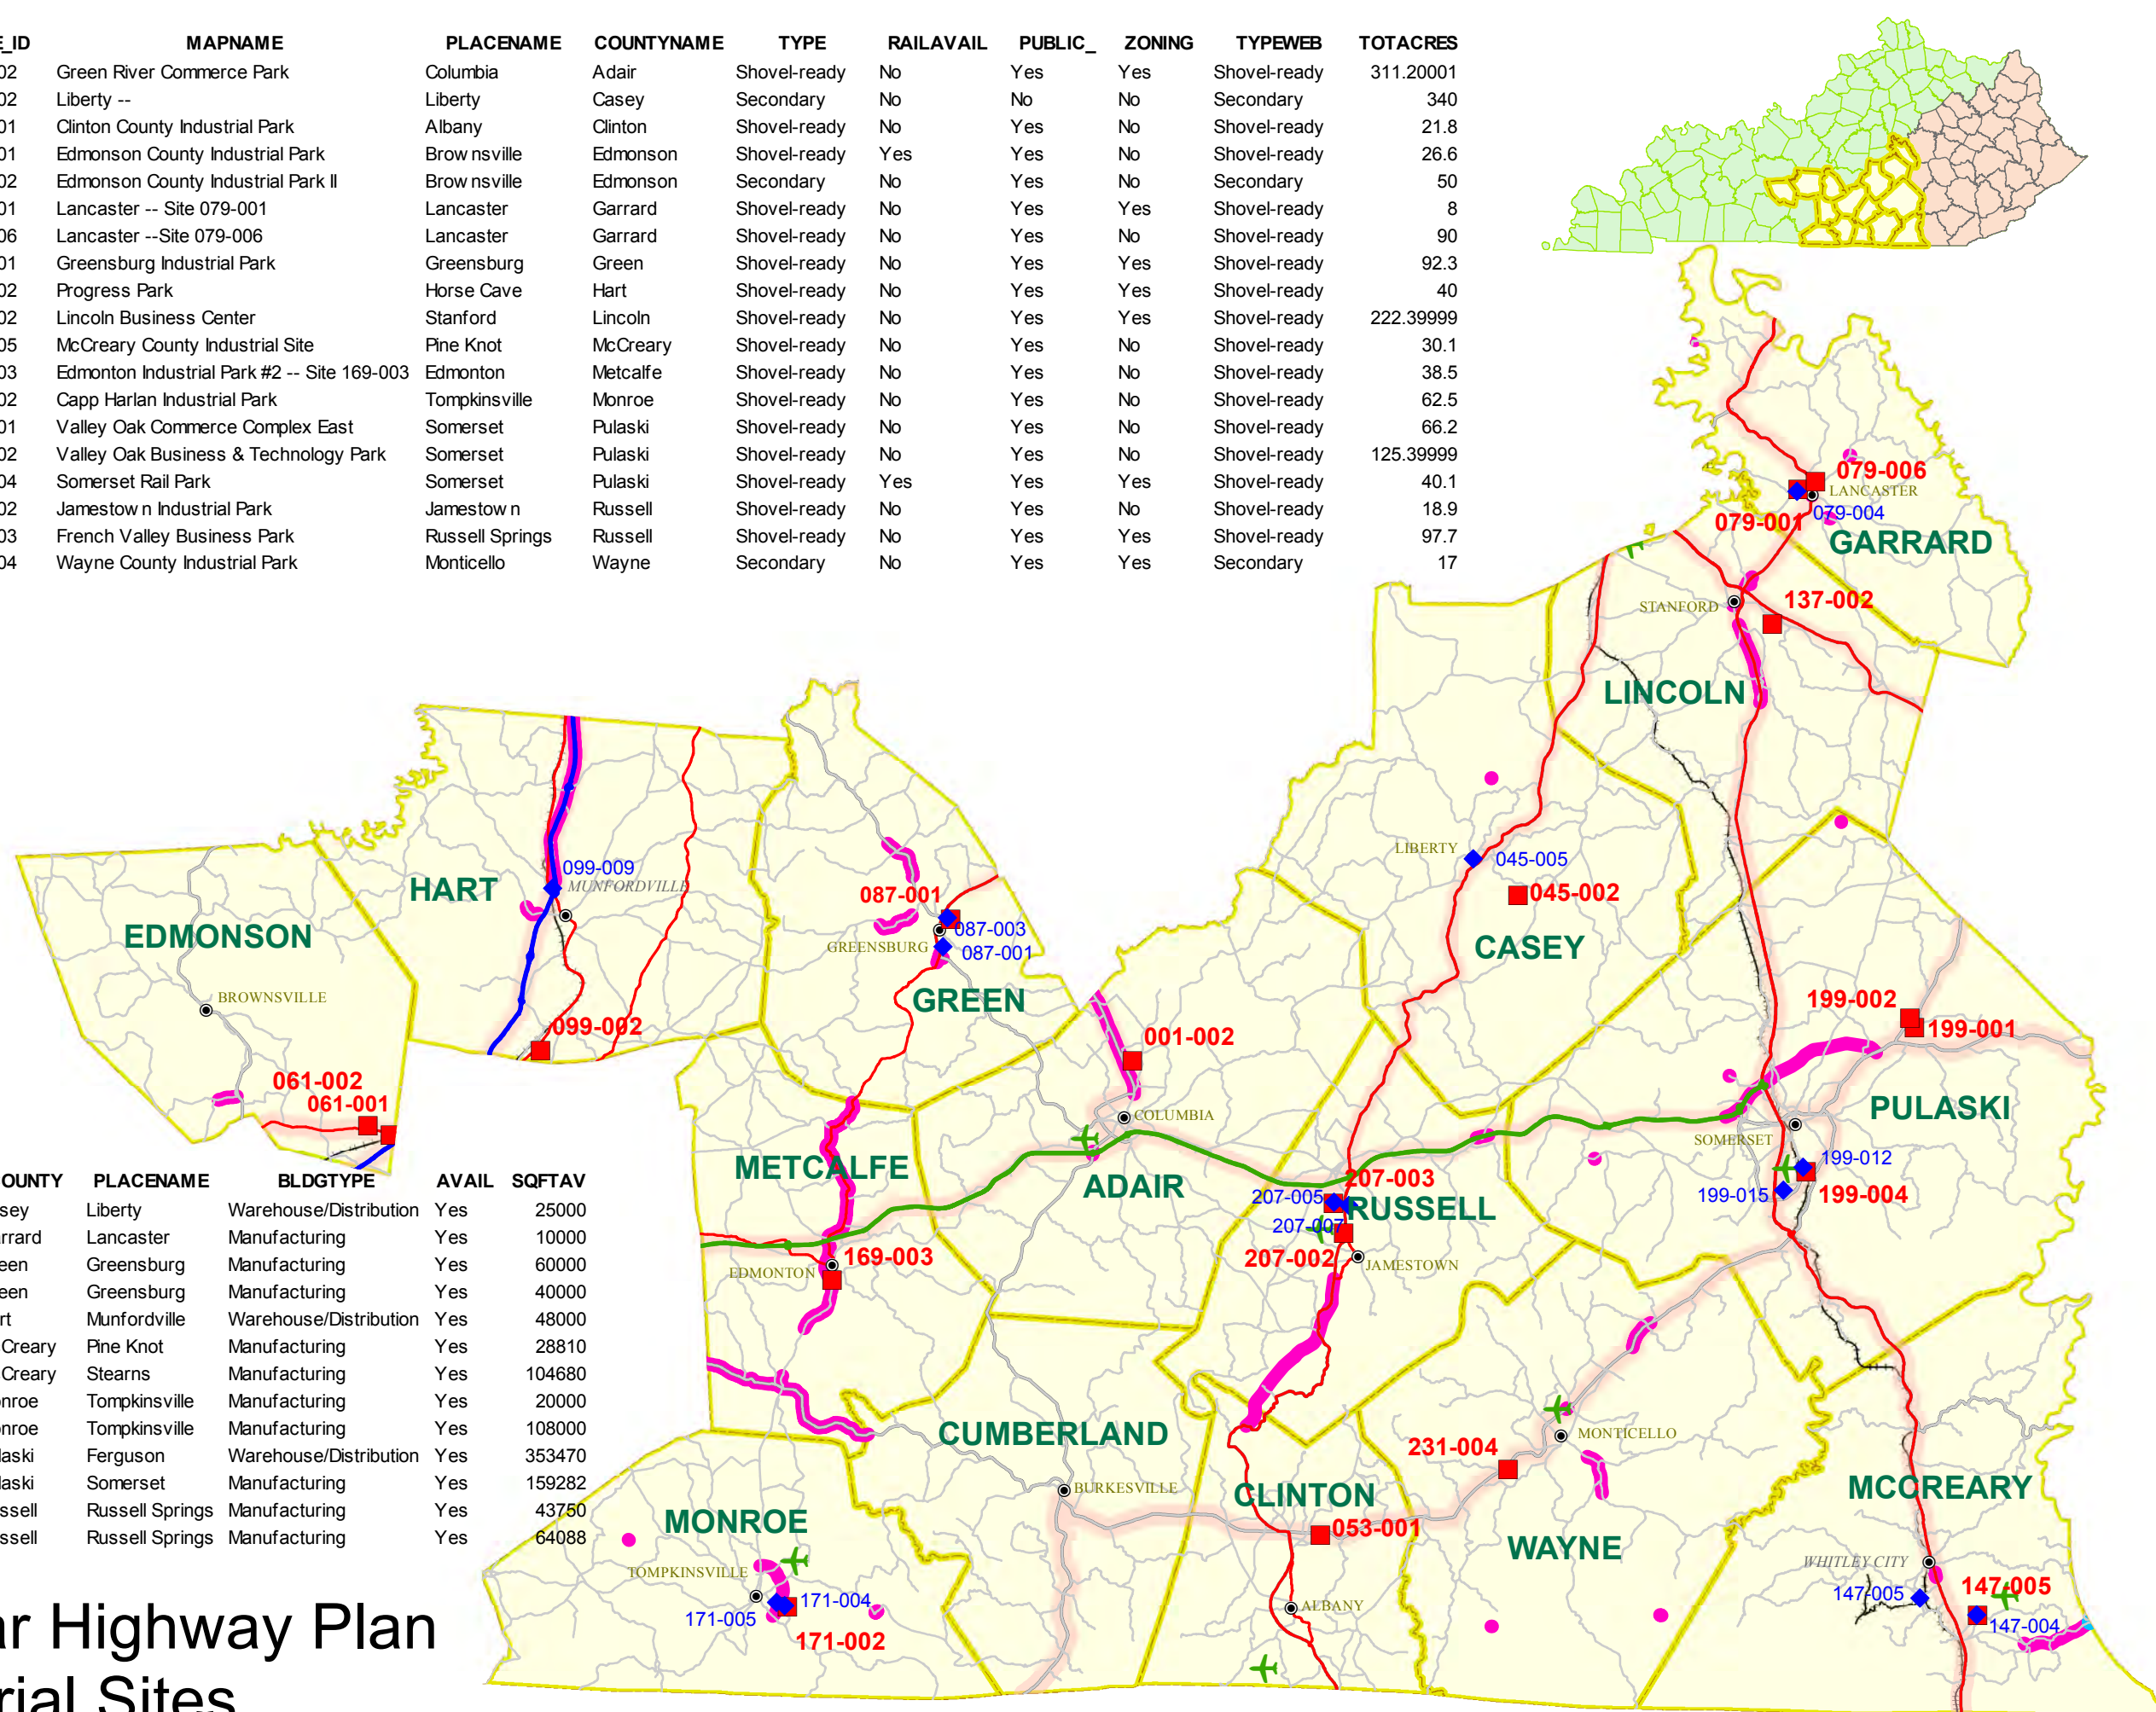 E_ID MAPNAME PLACENAME COUNTYNAME TYPE RAILAVAIL PUBLIC_ ZONING TYPEWEB TOTACRES
02 Green River Commerce Park Columbia Adair Shovel-ready No Yes Yes Shovel-ready 311.20001
02 Liberty -- Liberty Casey Secondary No No No Secondary 340
01 Clinton County Industrial Park Albany Clinton Shovel-ready No Yes No Shovel-ready 21.8
01 Edmonson County Industrial Park Brownsville Edmonson Shovel-ready Yes Yes No Shovel-ready 26.6
02 Edmonson County Industrial Park II Brownsville Edmonson Secondary No Yes No Secondary 50
01 Lancaster -- Site 079-001 Lancaster Garrard Shovel-ready No Yes Yes Shovel-ready 8
06 Lancaster --Site 079-006 Lancaster Garrard Shovel-ready No Yes No Shovel-ready 90
01 Greensburg Industrial Park Greensburg Green Shovel-ready No Yes Yes Shovel-ready 92.3
02 Progress Park Horse Cave Hart Shovel-ready No Yes Yes Shovel-ready 40
02 Lincoln Business Center Stanford Lincoln Shovel-ready No Yes Yes Shovel-ready 222.39999
05 McCreary County Industrial Site Pine Knot McCreary Shovel-ready No Yes No Shovel-ready 30.1
03 Edmonton Industrial Park #2 -- Site 169-003 Edmonton Metcalfe Shovel-ready No Yes No Shovel-ready 38.5
02 Capp Harlan Industrial Park Tompkinsville Monroe Shovel-ready No Yes No Shovel-ready 62.5
01 Valley Oak Commerce Complex East Somerset Pulaski Shovel-ready No Yes No Shovel-ready 66.2
02 Valley Oak Business & Technology Park Somerset Pulaski Shovel-ready No Yes No Shovel-ready 125.39999
04 Somerset Rail Park Somerset Pulaski Shovel-ready Yes Yes Yes Shovel-ready 40.1
02 Jamestown Industrial Park Jamestown Russell Shovel-ready No Yes No Shovel-ready 18.9
03 French Valley Business Park Russell Springs Russell Shovel-ready No Yes Yes Shovel-ready 97.7
04 Wayne County Industrial Park Monticello Wayne Secondary No Yes Yes Secondary 17
079-006
LANCASTER
079-004
079-001
GARRARD
STANFORD
137-002
LINCOLN
099-009
MUNFORDVILLE
HART
LIBERTY
045-005
045-002
CASEY
087-001
087-003
GREENSBURG
087-001
GREEN
EDMONSON
BROWNSVILLE
099-002
061-002
061-001
001-002
COLUMBIA
ADAIR
199-002
199-001
PULASKI
SOMERSET
199-012
199-015
199-004
METCALFE
169-003
EDMONTON
207-003
207-005
RUSSELL
207-007
207-002
JAMESTOWN
OUNTY PLACENAME BLDGTYPE AVAIL SQFTAV
sey Liberty Warehouse/Distribution Yes 25000
rrard Lancaster Manufacturing Yes 10000
een Greensburg Manufacturing Yes 60000
een Greensburg Manufacturing Yes 40000
rt Munfordville Warehouse/Distribution Yes 48000
Creary Pine Knot Manufacturing Yes 28810
Creary Stearns Manufacturing Yes 104680
nroe Tompkinsville Manufacturing Yes 20000
nroe Tompkinsville Manufacturing Yes 108000
laski Ferguson Warehouse/Distribution Yes 353470
laski Somerset Manufacturing Yes 159282
ssell Russell Springs Manufacturing Yes 43750
ssell Russell Springs Manufacturing Yes 64088
CUMBERLAND
BURKESVILLE
CLINTON
053-001
ALBANY
231-004
MONTICELLO
WAYNE
MCCREARY
WHITLEY CITY
147-005
147-005
147-004
MONROE
TOMPKINSVILLE
171-004
171-005
171-002
ar Highway Plan
rial Sites